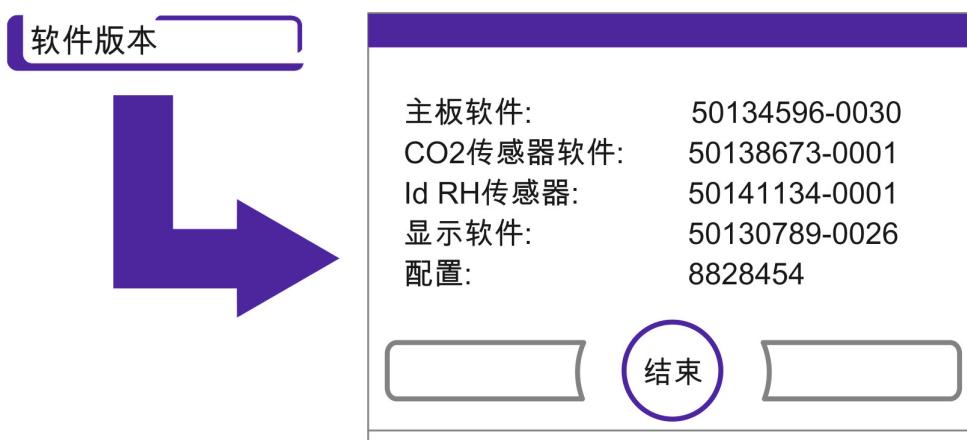 软件版本
主板软件: 50134596-0030
CO2传感器软件: 50138673-0001
Id RH传感器: 50141134-0001
显示软件: 50130789-0026
配置: 8828454
结束